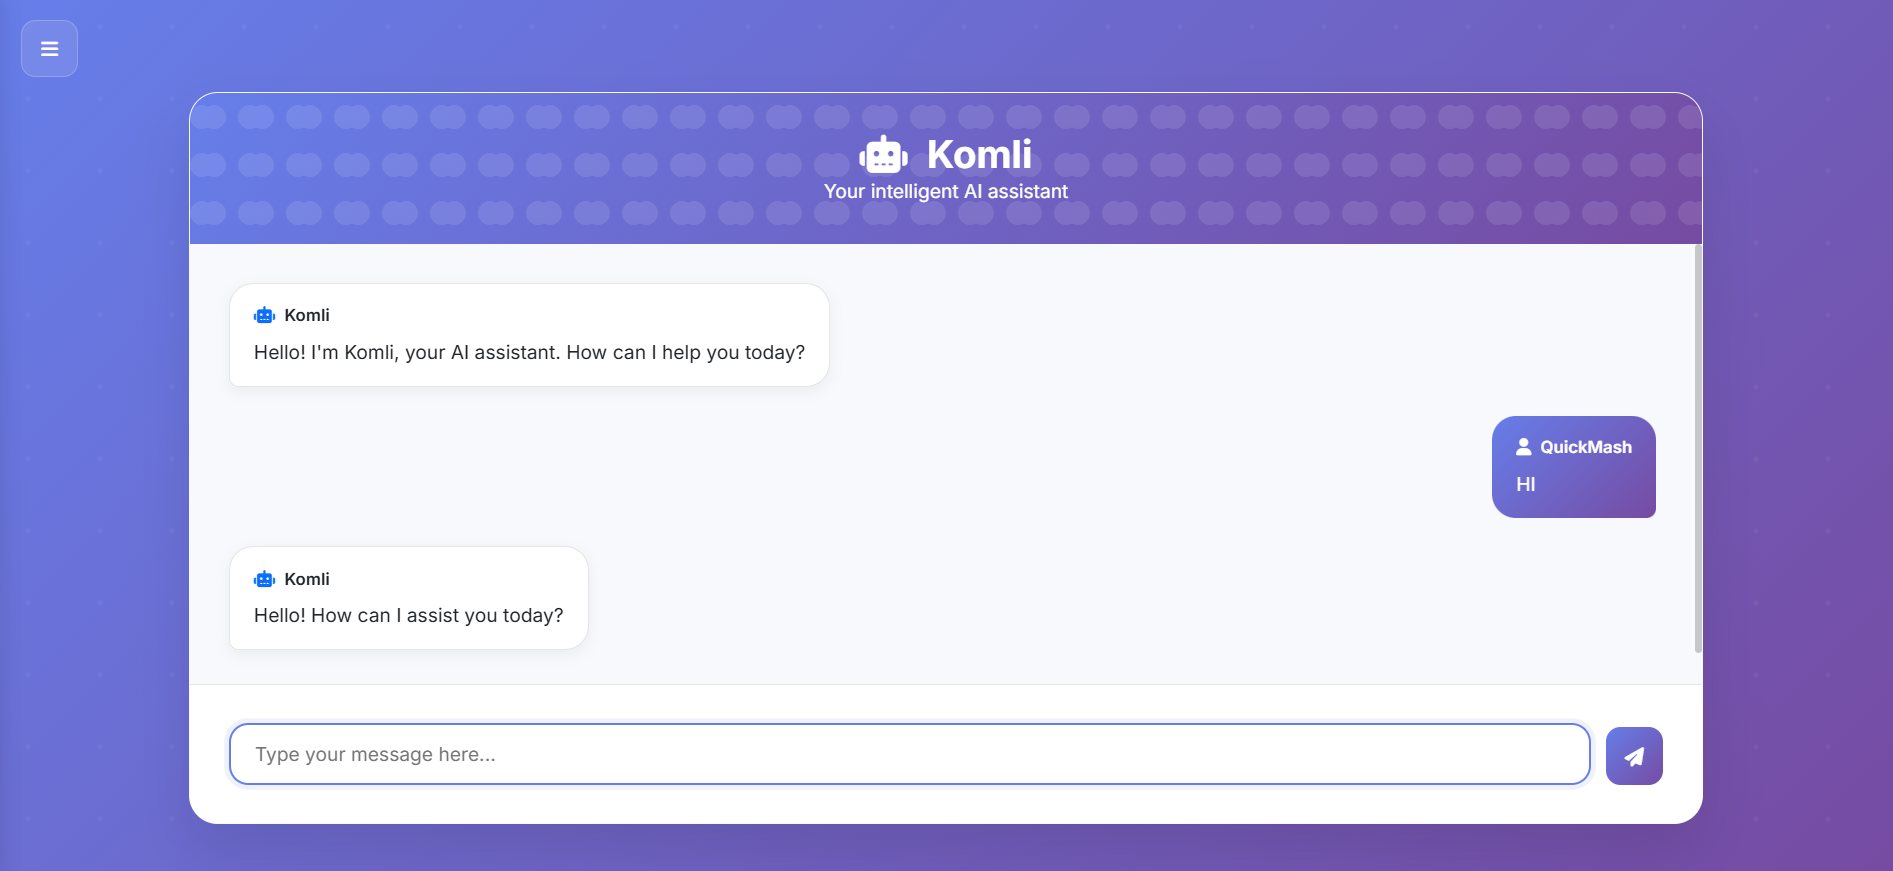 Komli
Your intelligent AI assistant
Komli
Hello! I'm Komli, your AI assistant. How can I help you today?
QuickMash
HI
Komli
Hello! How can I assist you today?
Type your message here...